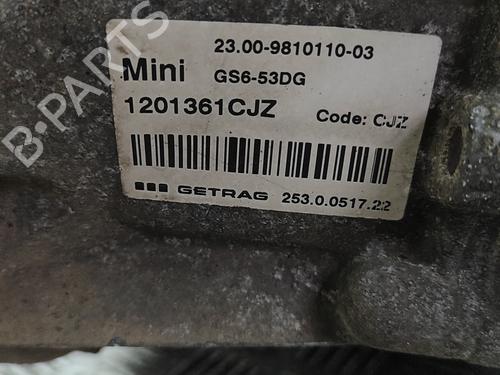 23.00-9810110-03
Mini GS6-53DG
1201361CJZ Code: CJZ
GETRAG 253.0.0517.22
B-PARTS